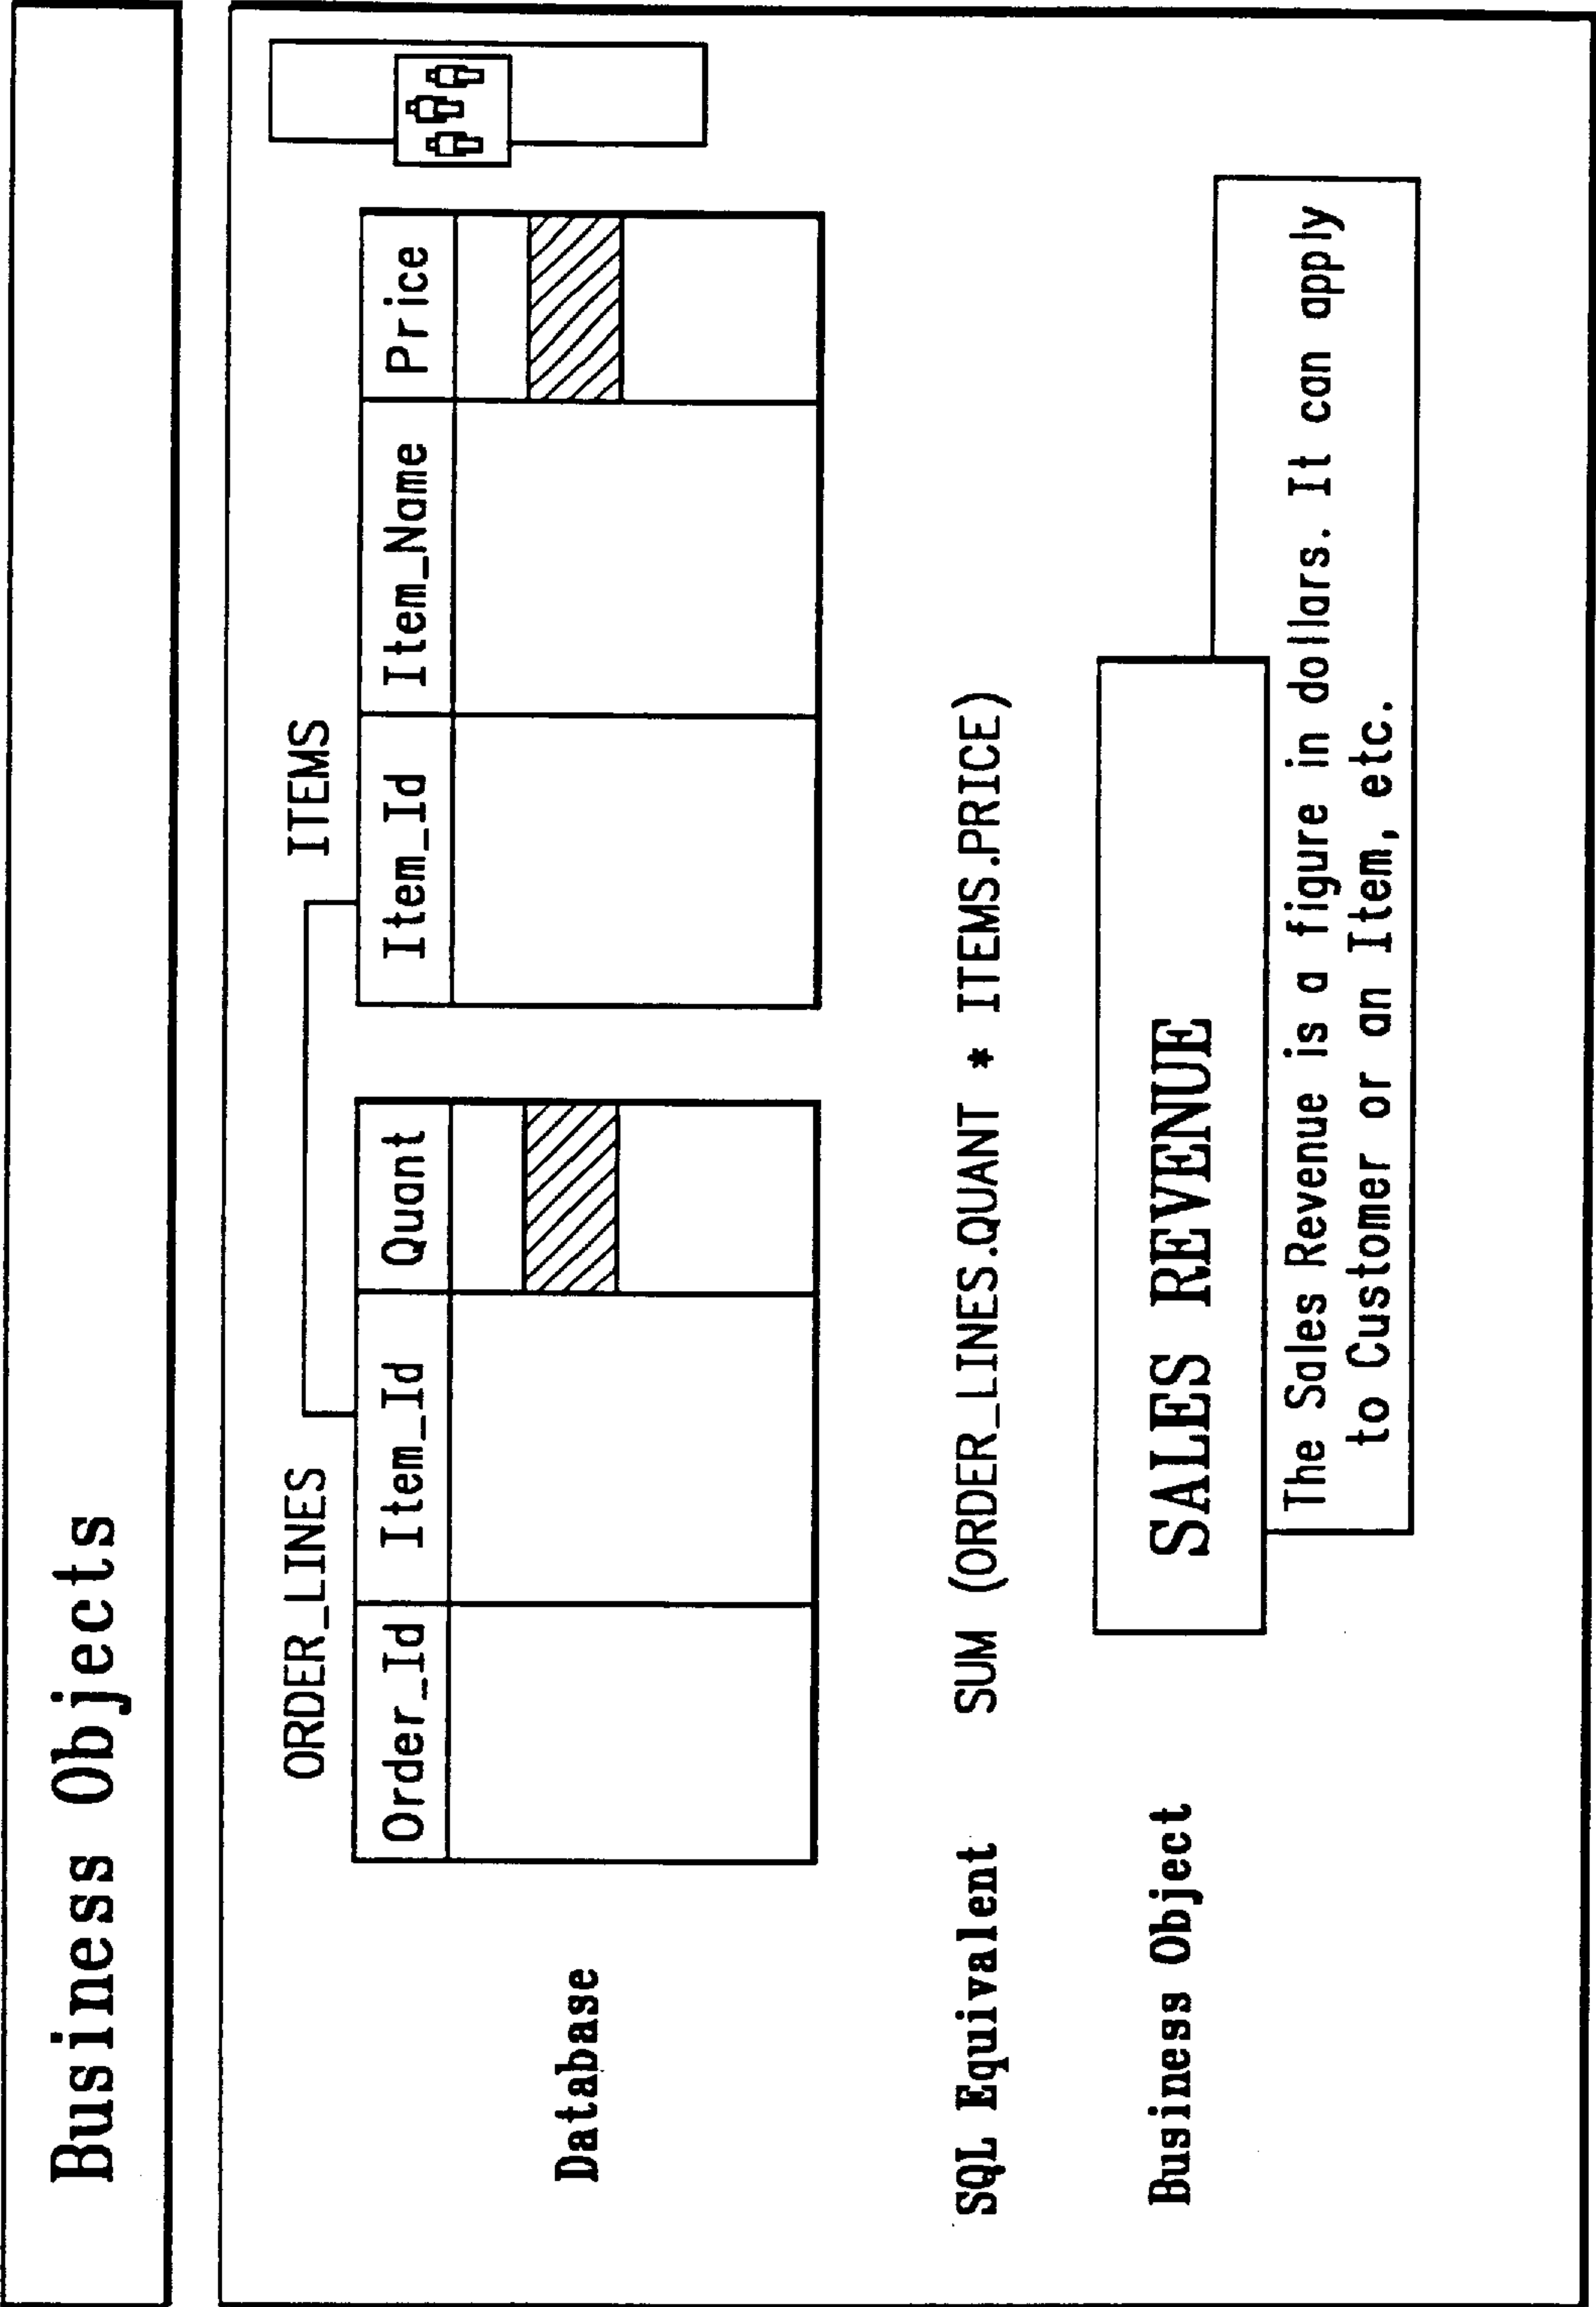 Business Objects
ORDER_LINES
ITEMS
Order_Id Item_Id Quant
Item_Id Item_Name Price
Database
SQL Equivalent
SUM (ORDER_LINES.QUANT * ITEMS.PRICE)
Business Object
SALES REVENUE
The Sales Revenue is a figure in dollars. It can apply
to Customer or an Item, etc.